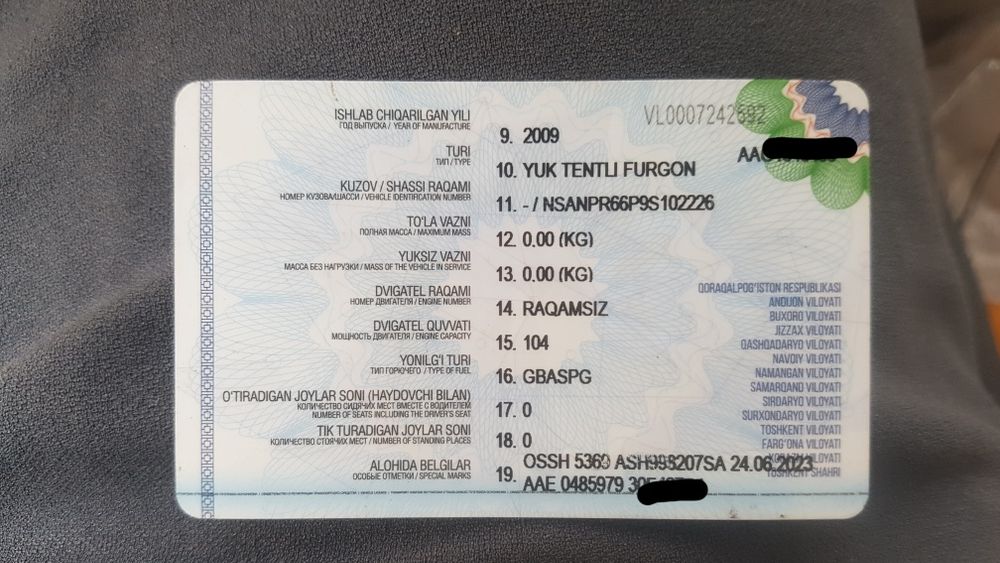 VL0007242692
ISHLAB CHIQARILGAN YILI
ГОД ВЫПУСКА / YEAR OF MANUFACTURE
9. 2009
TURI
ТИП / TYPE
10. YUK TENTLI FURGON
KUZOV / SHASSI RAQAMI
НОМЕР КУЗОВА/ШАССИ / VEHICLE IDENTIFICATION NUMBER
11. - / NSANPR66P9S102226
TO'LA VAZNI
ПОЛНАЯ МАССА / MAXIMUM MASS
12. 0.00 (KG)
YUKSIZ VAZNI
МАССА БЕЗ НАГРУЗКИ / MASS OF THE VEHICLE IN SERVICE
13. 0.00 (KG)
DVIGATEL RAQAMI
НОМЕР ДВИГАТЕЛЯ / ENGINE NUMBER
14. RAQAMSIZ
DVIGATEL QUVVATI
МОЩНОСТЬ ДВИГАТЕЛЯ / ENGINE CAPACITY
15. 104
YONILG'I TURI
ТИП ГОРЮЧЕГО / TYPE OF FUEL
16. GBASPG
O'TIRADIGAN JOYLAR SONI (HAYDOVCHI BILAN)
КОЛИЧЕСТВО СИДЯЧИХ МЕСТ ВМЕСТЕ С ВОДИТЕЛЕМ
NUMBER OF SEATS INCLUDING THE DRIVER'S SEAT
17. 0
TIK TURADIGAN JOYLAR SONI
КОЛИЧЕСТВО СТОЯЧИХ МЕСТ / NUMBER OF STANDING PLACES
18. 0
ALOHIDA BELGILAR
ОСОБЫЕ ОТМЕТКИ / SPECIAL MARKS
19. OSSH 5369 ASH993207SA 24.06.2023
AAE 0485979
QORAQALPOG'ISTON RESPUBLIKASI
ANDIJON VILOYATI
BUXORO VILOYATI
JIZZAX VILOYATI
QASHQADARYO VILOYATI
NAVOIY VILOYATI
NAMANGAN VILOYATI
SAMARQAND VILOYATI
SIRDARYO VILOYATI
SURXONDARYO VILOYATI
TOSHKENT VILOYATI
FARG'ONA VILOYATI
XORAZM VILOYATI
TOSHKENT SHAHRI